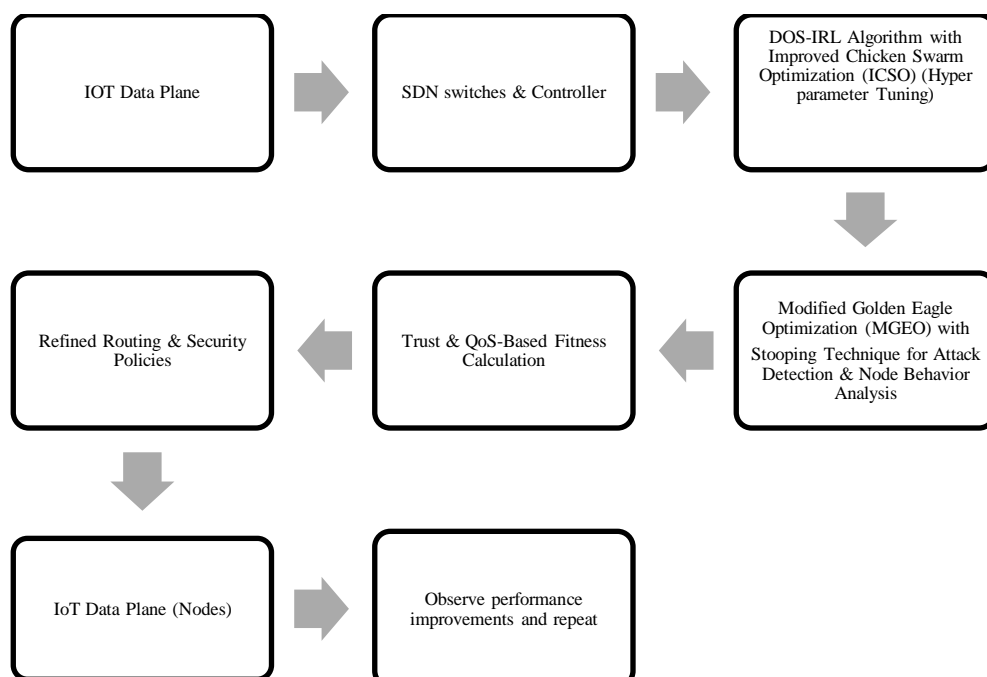 IOT Data Plane
SDN switches & Controller
DOS-IRL Algorithm with
Improved Chicken Swarm
Optimization (ICSO) (Hyper
parameter Tuning)
Modified Golden Eagle
Optimization (MGEO) with
Stooping Technique for Attack
Detection & Node Behavior
Analysis
Trust & QoS-Based Fitness
Calculation
Refined Routing & Security
Policies
IoT Data Plane (Nodes)
Observe performance
improvements and repeat